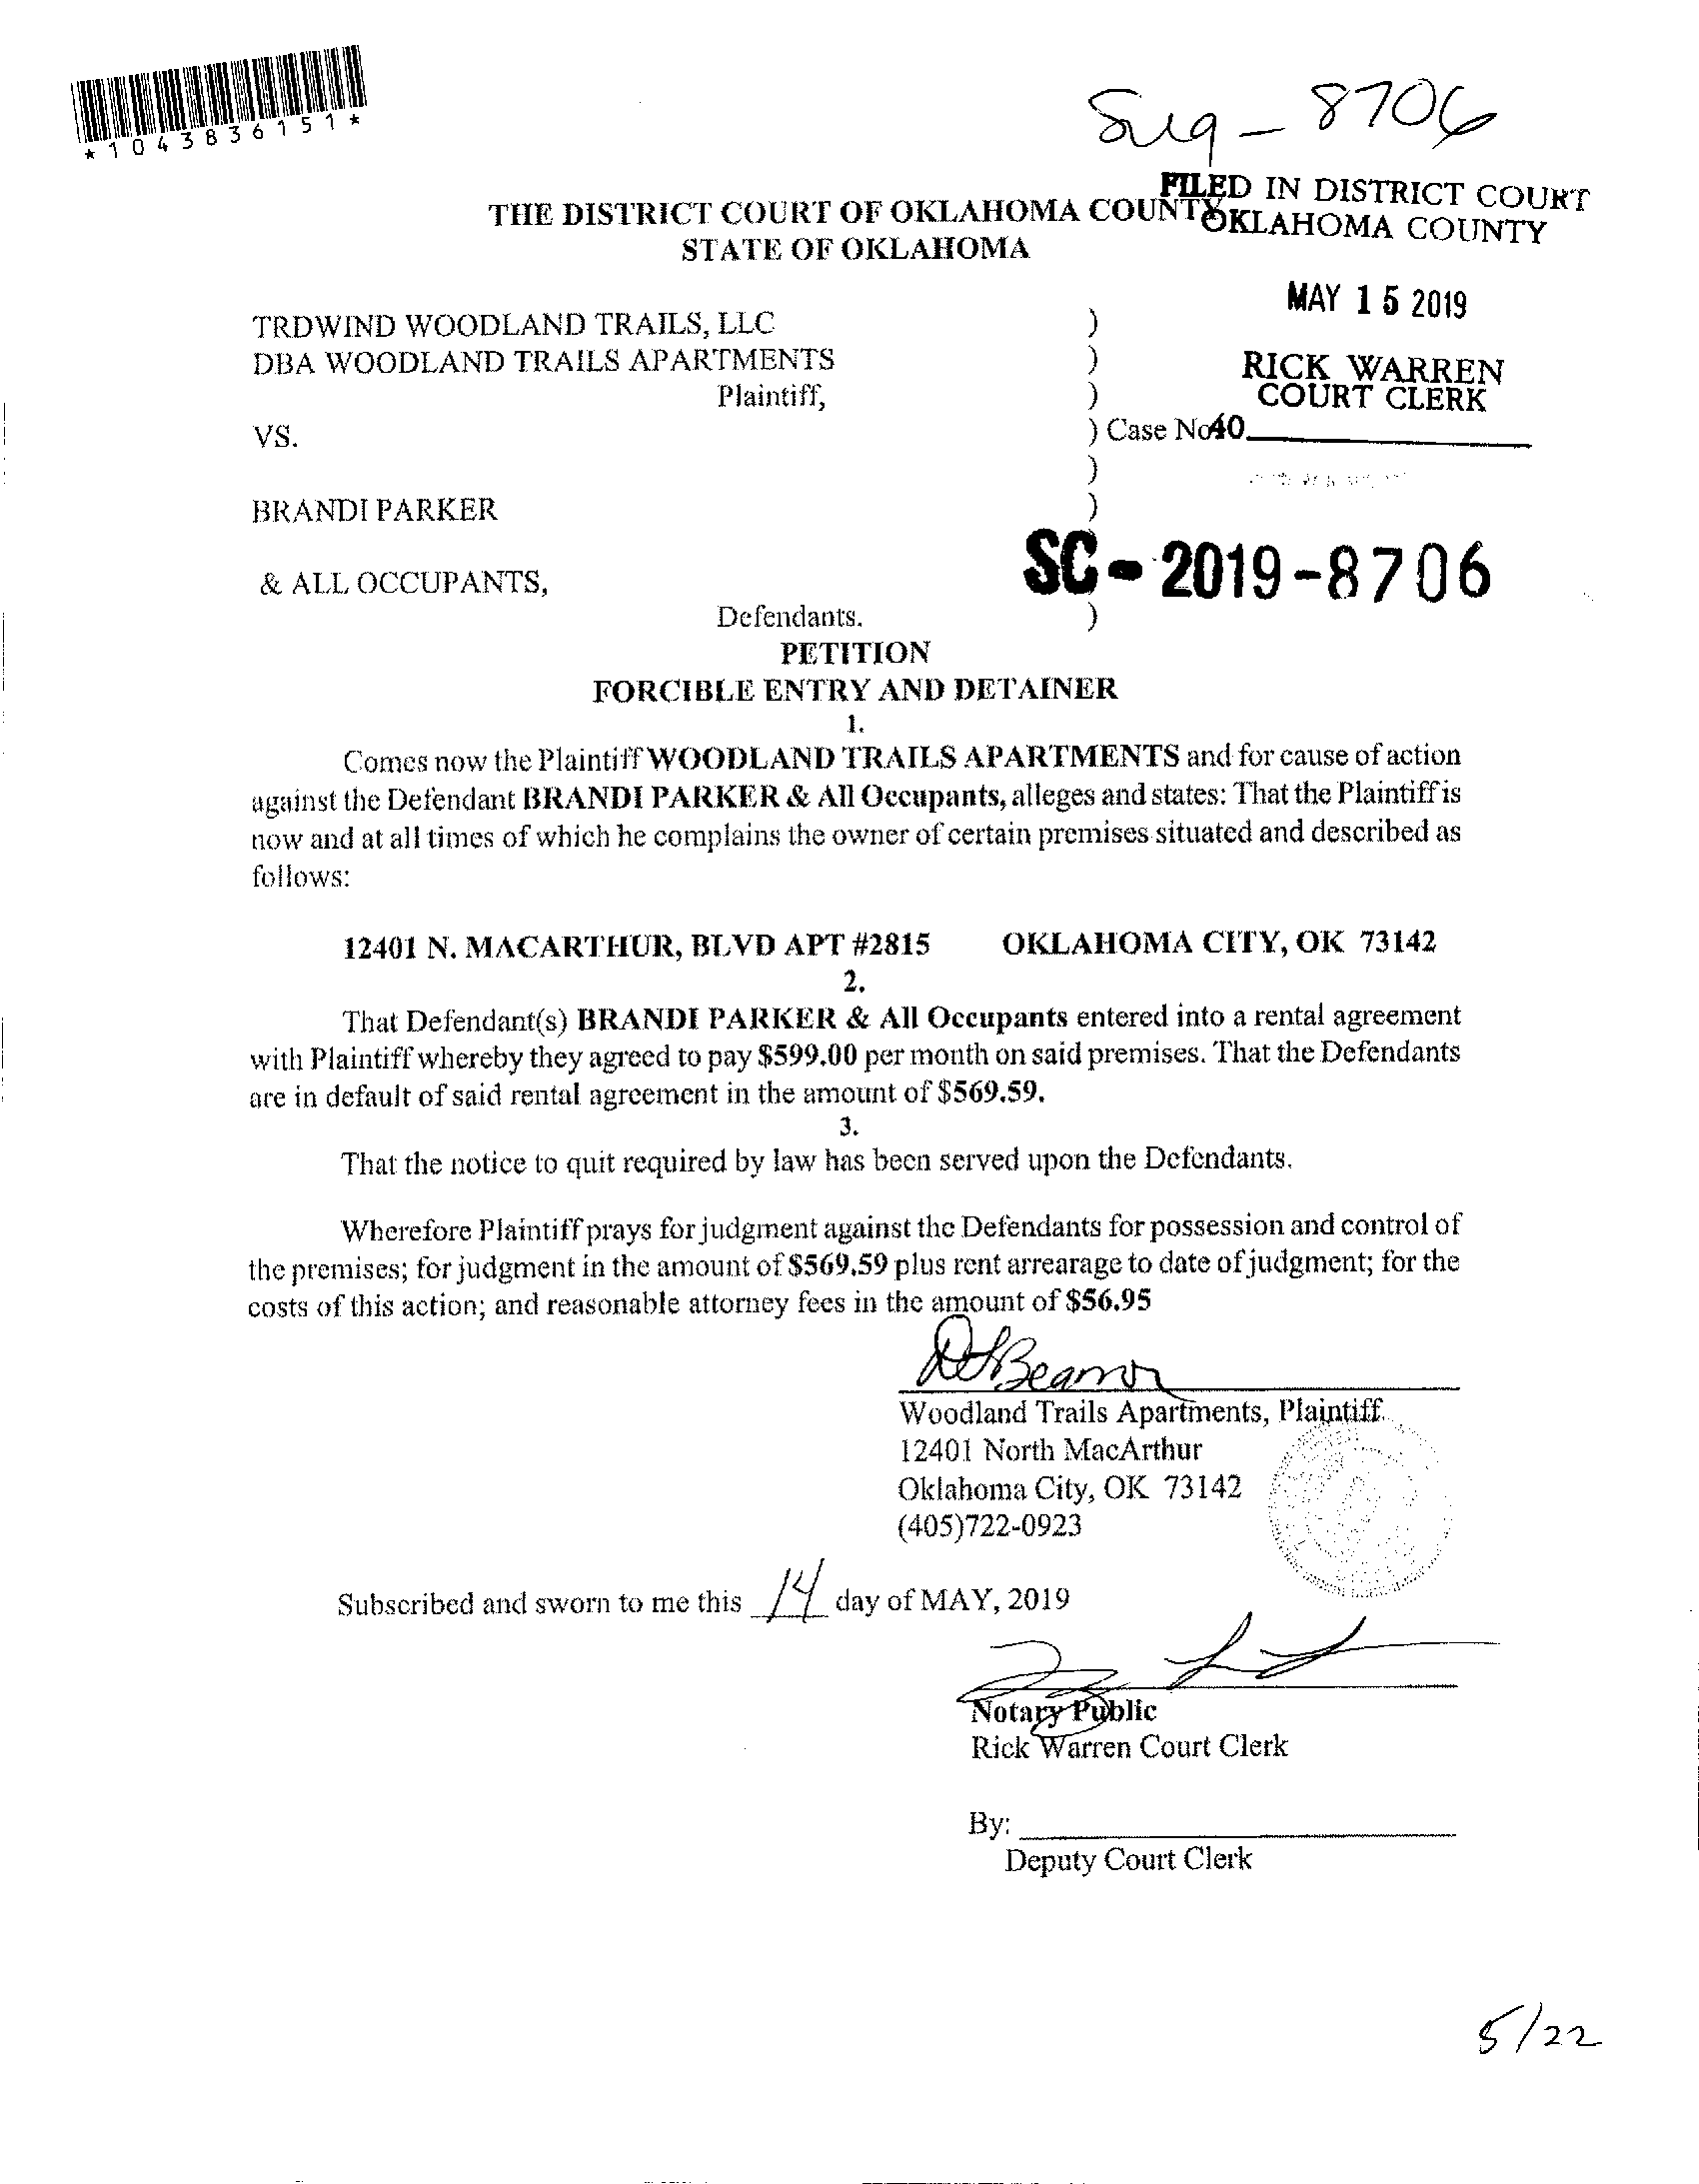 *1043836151*
8706
FILED IN DISTRICT COURT
OKLAHOMA COUNTY
THE DISTRICT COURT OF OKLAHOMA COUNTY
STATE OF OKLAHOMA
MAY 15 2019
TRDWIND WOODLAND TRAILS, LLC )
DBA WOODLAND TRAILS APARTMENTS )
RICK WARREN
COURT CLERK
Plaintiff, )
VS. ) Case No. 40
)
BRANDI PARKER )
SC - 2019 - 8706
& ALL OCCUPANTS,
Defendants. )
PETITION
FORCIBLE ENTRY AND DETAINER
1.
Comes now the Plaintiff WOODLAND TRAILS APARTMENTS and for cause of action
against the Defendant BRANDI PARKER & All Occupants, alleges and states: That the Plaintiff is
now and at all times of which he complains the owner of certain premises situated and described as
follows:
12401 N. MACARTHUR, BLVD APT #2815 OKLAHOMA CITY, OK 73142
2.
That Defendant(s) BRANDI PARKER & All Occupants entered into a rental agreement
with Plaintiff whereby they agreed to pay $599.00 per month on said premises. That the Defendants
are in default of said rental agreement in the amount of $569.59.
3.
That the notice to quit required by law has been served upon the Defendants.
Wherefore Plaintiff prays for judgment against the Defendants for possession and control of
the premises; for judgment in the amount of $569.59 plus rent arrearage to date of judgment; for the
costs of this action; and reasonable attorney fees in the amount of $56.95
Woodland Trails Apartments, Plaintiff
12401 North MacArthur
Oklahoma City, OK 73142
(405)722-0923
Subscribed and sworn to me this 14 day of MAY, 2019
Notary Public
Rick Warren Court Clerk
By:
Deputy Court Clerk
5/22